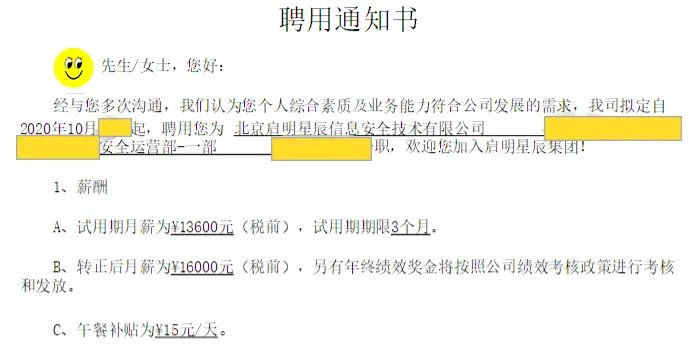 聘用通知书
先生/女士，您好：
经与您多次沟通，我们认为您个人综合素质及业务能力符合公司发展的需求，我司拟定自
2020年10月 起，聘用您为 北京启明星辰信息安全技术有限公司
安全运营部-一部 职，欢迎您加入启明星辰集团！
1、薪酬
A、试用期月薪为¥13600元（税前），试用期期限3个月。
B、转正后月薪为¥16000元（税前），另有年终绩效奖金将按照公司绩效考核政策进行考核
和发放。
C、午餐补贴为¥15元/天。